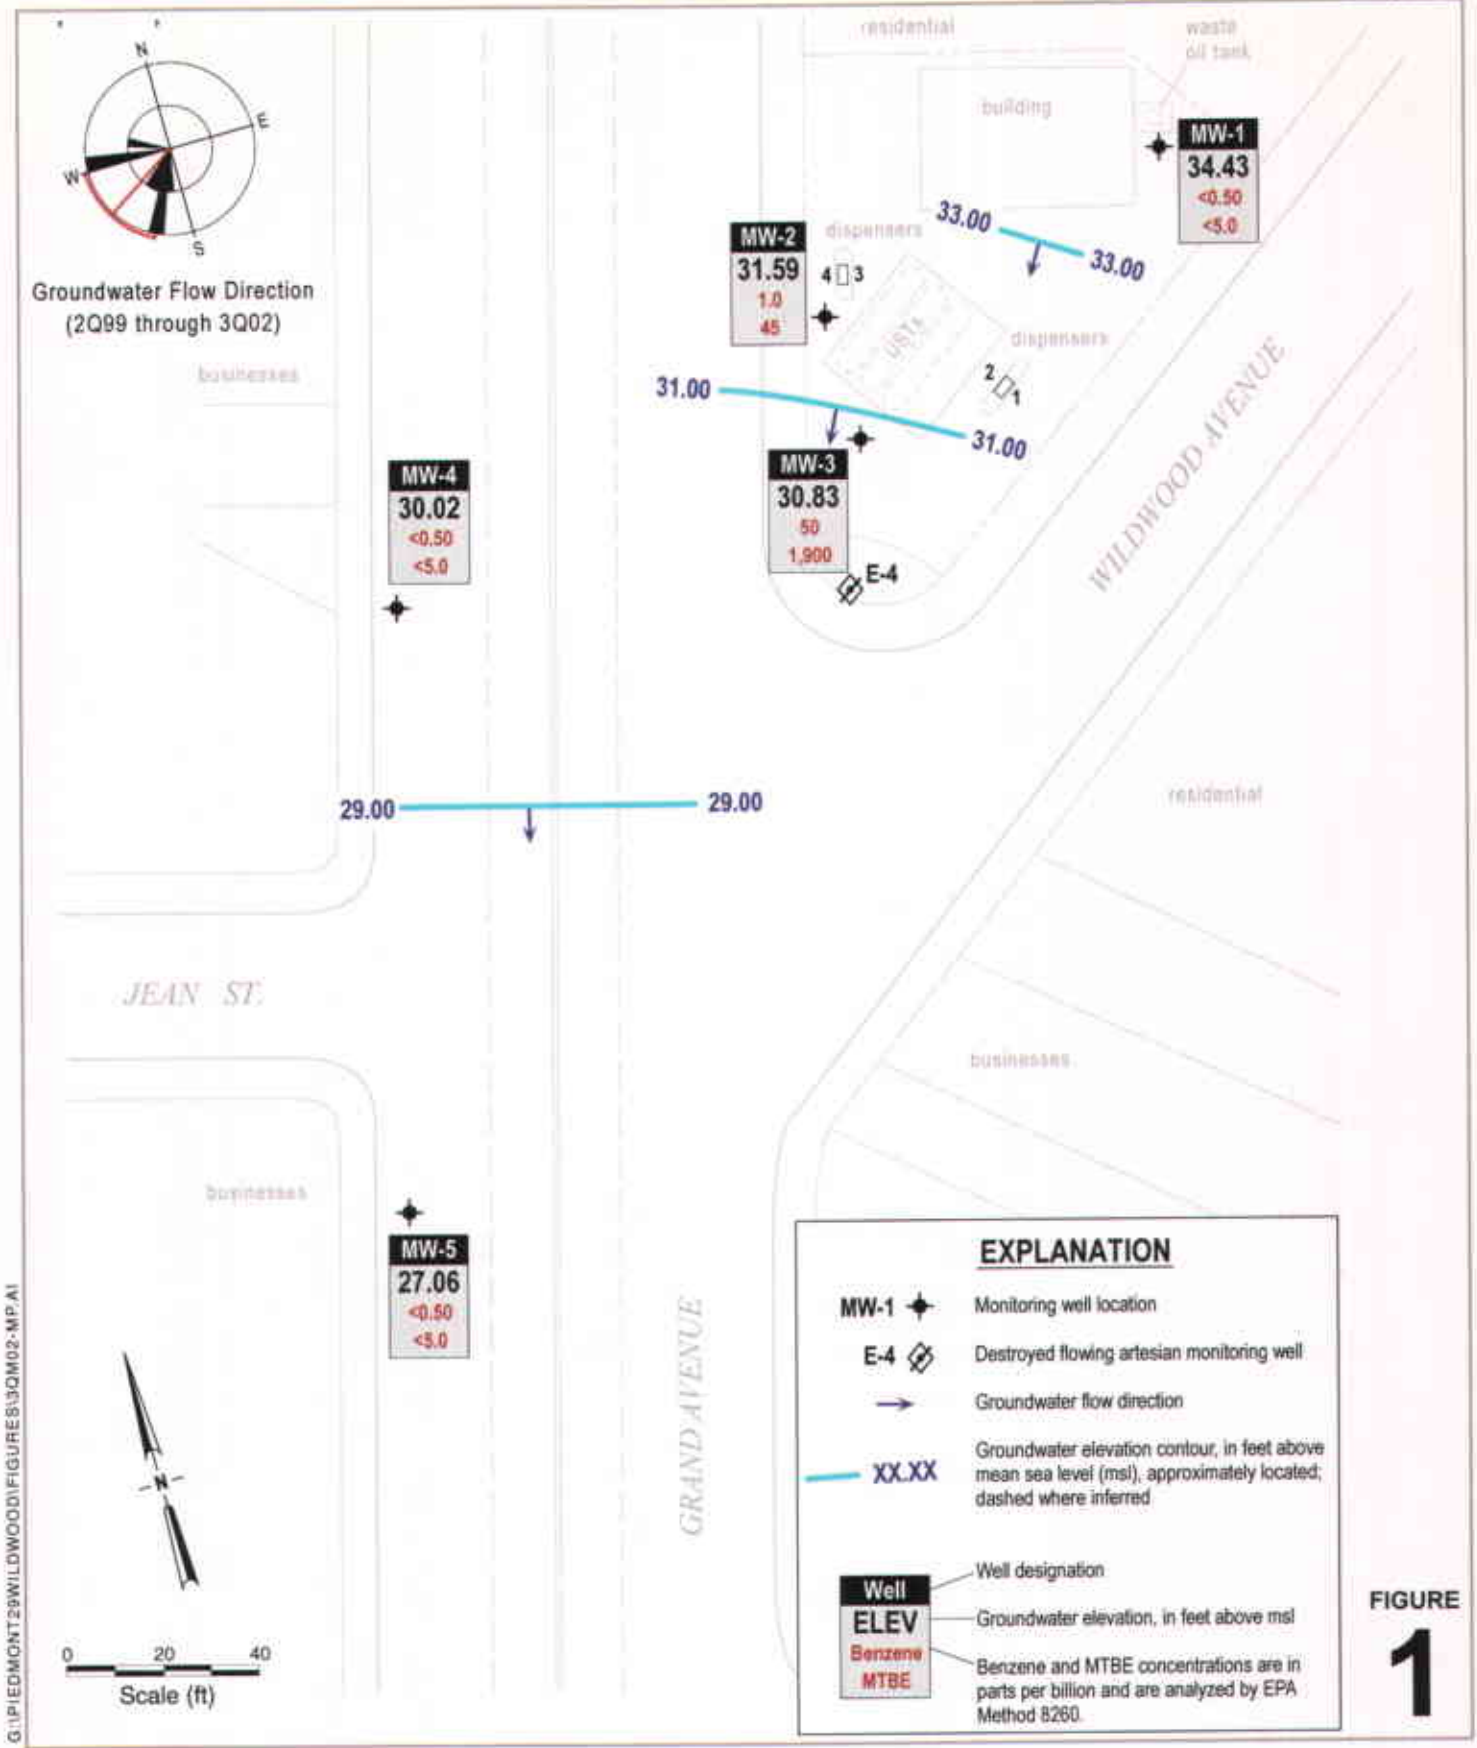 N
E
W
S
Groundwater Flow Direction
(2Q99 through 3Q02)
residential
waste
oil tank
building
MW-1
34.43
<0.50
<5.0
33.00
33.00
MW-2
31.59
1.0
45
dispensers
4 3
USTs
dispensers
2
1
businesses
31.00
31.00
MW-3
30.83
50
1,900
E-4
MW-4
30.02
<0.50
<5.0
WILDWOOD AVENUE
29.00
29.00
residential
JEAN ST.
businesses
businesses
MW-5
27.06
<0.50
<5.0
GRAND AVENUE
N
0 20 40
Scale (ft)
EXPLANATION
MW-1 Monitoring well location
E-4 Destroyed flowing artesian monitoring well
Groundwater flow direction
XX.XX Groundwater elevation contour, in feet above
mean sea level (msl), approximately located;
dashed where inferred
Well
ELEV
Benzene
MTBE
Well designation
Groundwater elevation, in feet above msl
Benzene and MTBE concentrations are in
parts per billion and are analyzed by EPA
Method 8260.
FIGURE
1
G:\PIEDMONT29WILDWOOD\FIGURES\3QM02-MP.AI